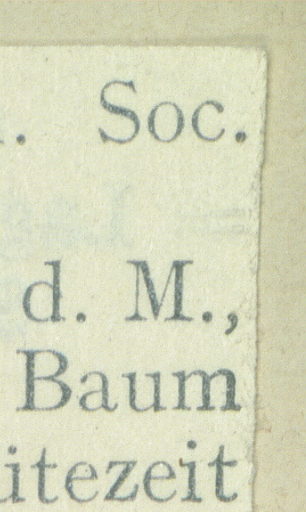 . Soc.
d. M.,
Baum
itezeit